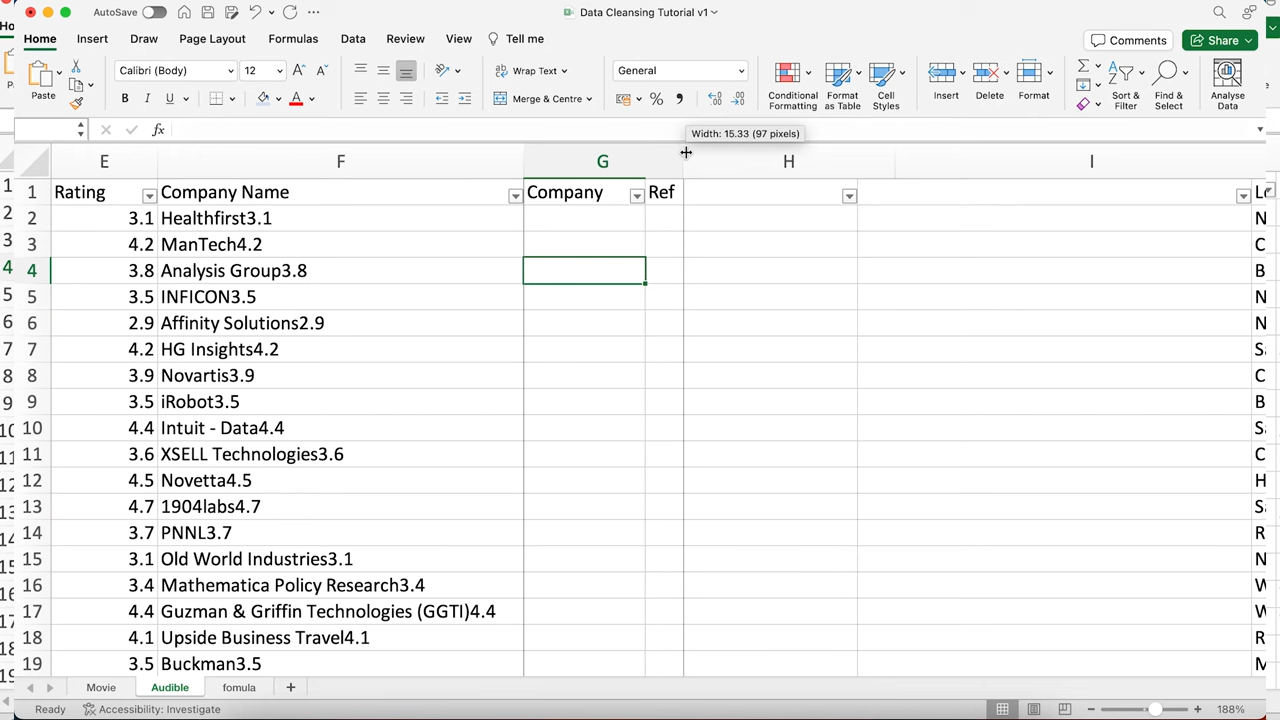 AutoSave
Data Cleansing Tutorial v1
Home Insert Draw Page Layout Formulas Data Review View Tell me
Comments Share
Paste
Calibri (Body) 12
B I U A
Wrap Text
Merge & Centre
General
Conditional Formatting
Format as Table
Cell Styles
Insert
Delete
Format
Sort & Filter
Find & Select
Analyse Data
fx
Width: 15.33 (97 pixels)
E F G H I
1 Rating Company Name Company Ref
2 3.1 Healthfirst3.1 N
3 4.2 ManTech4.2 C
4 3.8 Analysis Group3.8 B
5 3.5 INFICON3.5 N
6 2.9 Affinity Solutions2.9 N
7 4.2 HG Insights4.2
8 3.9 Novartis3.9 C
9 3.5 iRobot3.5 B
10 4.4 Intuit - Data4.4
11 3.6 XSELL Technologies3.6 C
12 4.5 Novetta4.5 H
13 4.7 1904labs4.7
14 3.7 PNNL3.7 R
15 3.1 Old World Industries3.1 N
16 3.4 Mathematica Policy Research3.4
17 4.4 Guzman & Griffin Technologies (GGTI)4.4
18 4.1 Upside Business Travel4.1 R
19 3.5 Buckman3.5
Movie Audible fomula
Ready Accessibility: Investigate 188%